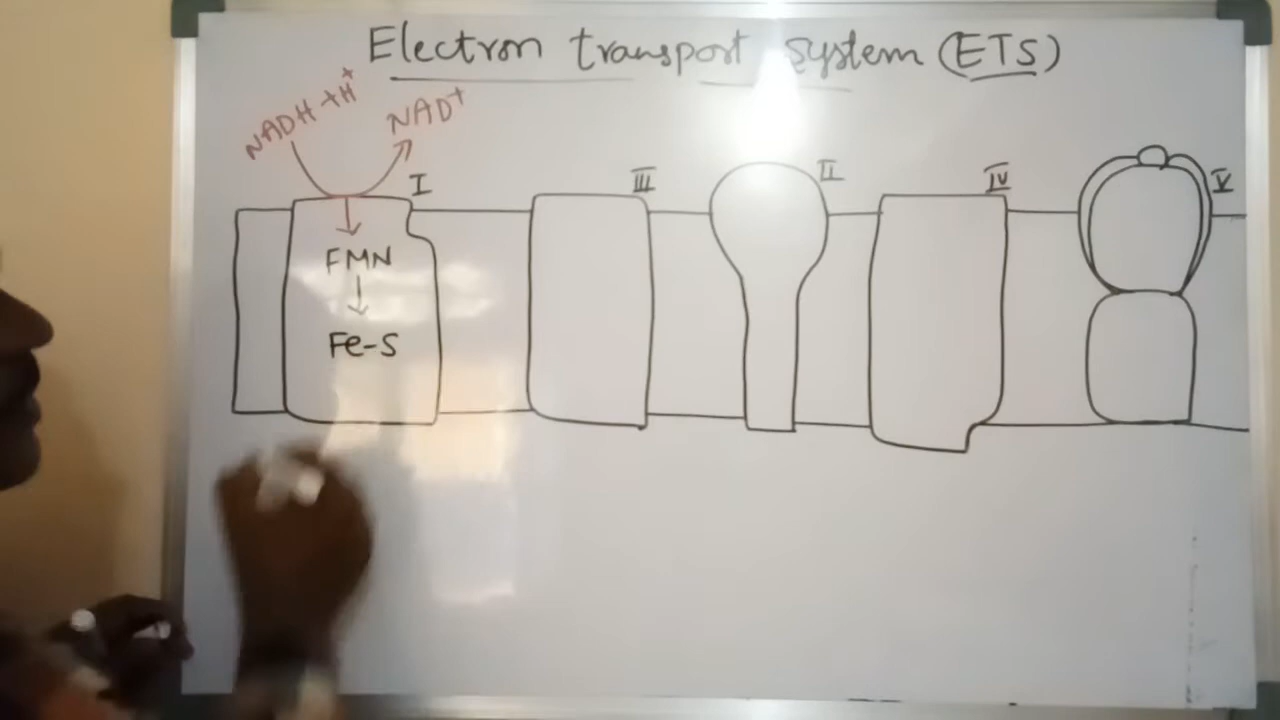 Electron transport system (ETS)
NADH + H⁺
NAD⁺
I
III
II
IV
V
FMN
Fe-S